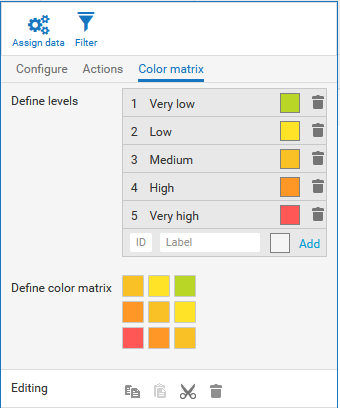 Assign data Filter
Configure Actions Color matrix
Define levels
1 Very low
2 Low
3 Medium
4 High
5 Very high
ID Label Add
Define color matrix
Editing